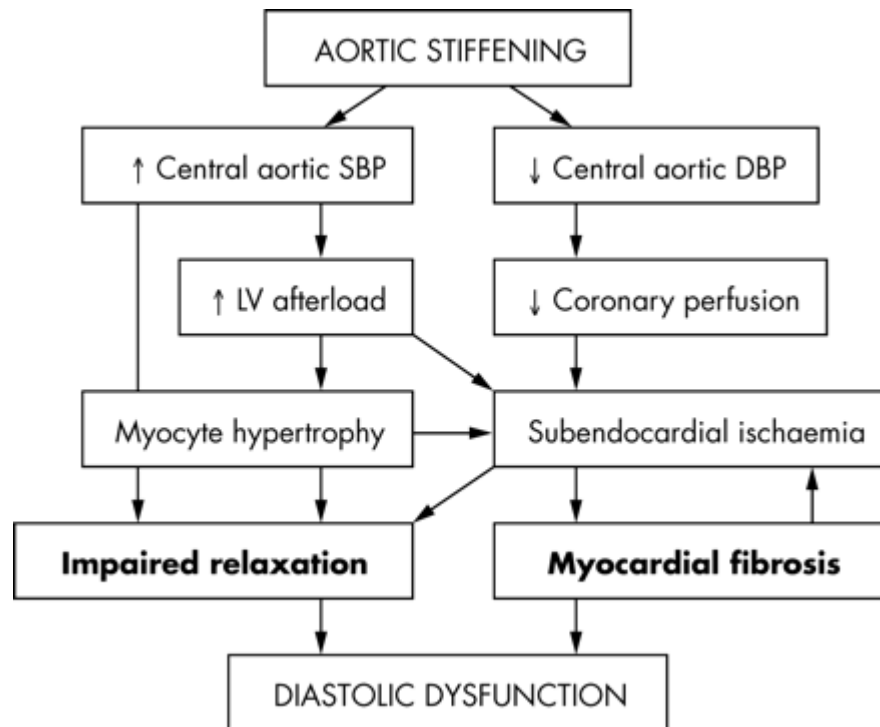 AORTIC STIFFENING
↑ Central aortic SBP
↓ Central aortic DBP
↑ LV afterload
↓ Coronary perfusion
Myocyte hypertrophy
Subendocardial ischaemia
Impaired relaxation
Myocardial fibrosis
DIASTOLIC DYSFUNCTION